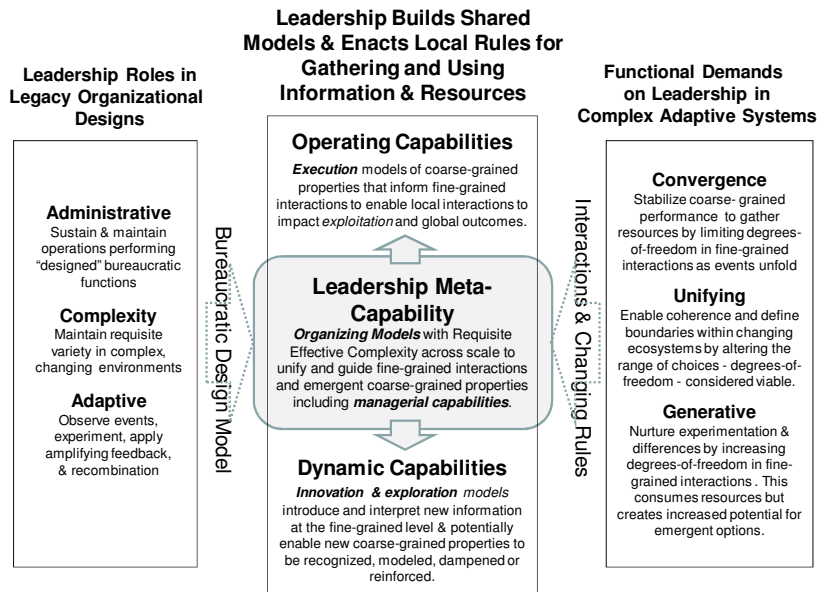 Leadership Roles in
Legacy Organizational
Designs
Administrative
Sustain & maintain
operations performing
“designed” bureaucratic
functions
Complexity
Maintain requisite
variety in complex,
changing environments
Adaptive
Observe events,
experiment, apply
amplifying feedback,
& recombination
Bureaucratic Design Model
Leadership Builds Shared
Models & Enacts Local Rules for
Gathering and Using
Information & Resources
Operating Capabilities
Execution models of coarse-grained
properties that inform fine-grained
interactions to enable local interactions to
impact exploitation and global outcomes.
Leadership Meta-
Capability
Organizing Models with Requisite
Effective Complexity across scale to
unify and guide fine-grained interactions
and emergent coarse-grained properties
including managerial capabilities.
Dynamic Capabilities
Innovation & exploration models
introduce and interpret new information
at the fine-grained level & potentially
enable new coarse-grained properties to
be recognized, modeled, dampened or
reinforced.
Interactions & Changing Rules
Functional Demands
on Leadership in
Complex Adaptive Systems
Convergence
Stabilize coarse- grained
performance to gather
resources by limiting degrees-
of-freedom in fine-grained
interactions as events unfold
Unifying
Enable coherence and define
boundaries within changing
ecosystems by altering the
range of choices - degrees-of-
freedom - considered viable.
Generative
Nurture experimentation &
differences by increasing
degrees-of-freedom in fine-
grained interactions . This
consumes resources but
creates increased potential for
emergent options.